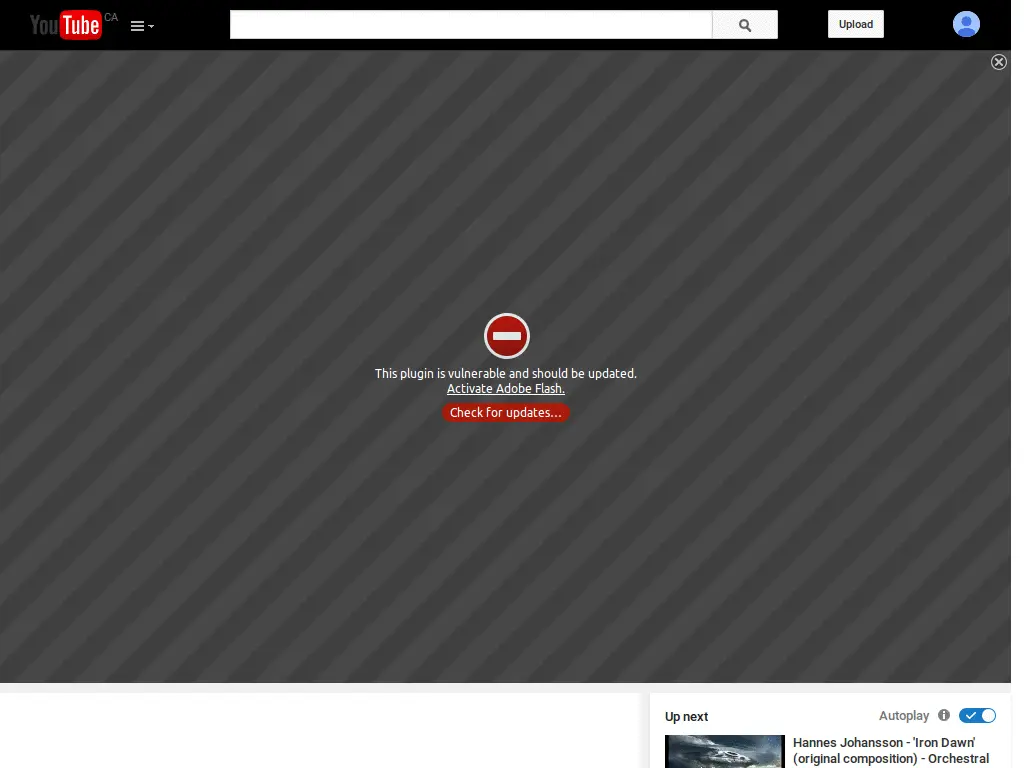 YouTube CA
Upload
This plugin is vulnerable and should be updated.
Activate Adobe Flash.
Check for updates...
Up next
Autoplay
Hannes Johansson - 'Iron Dawn'
(original composition) - Orchestral